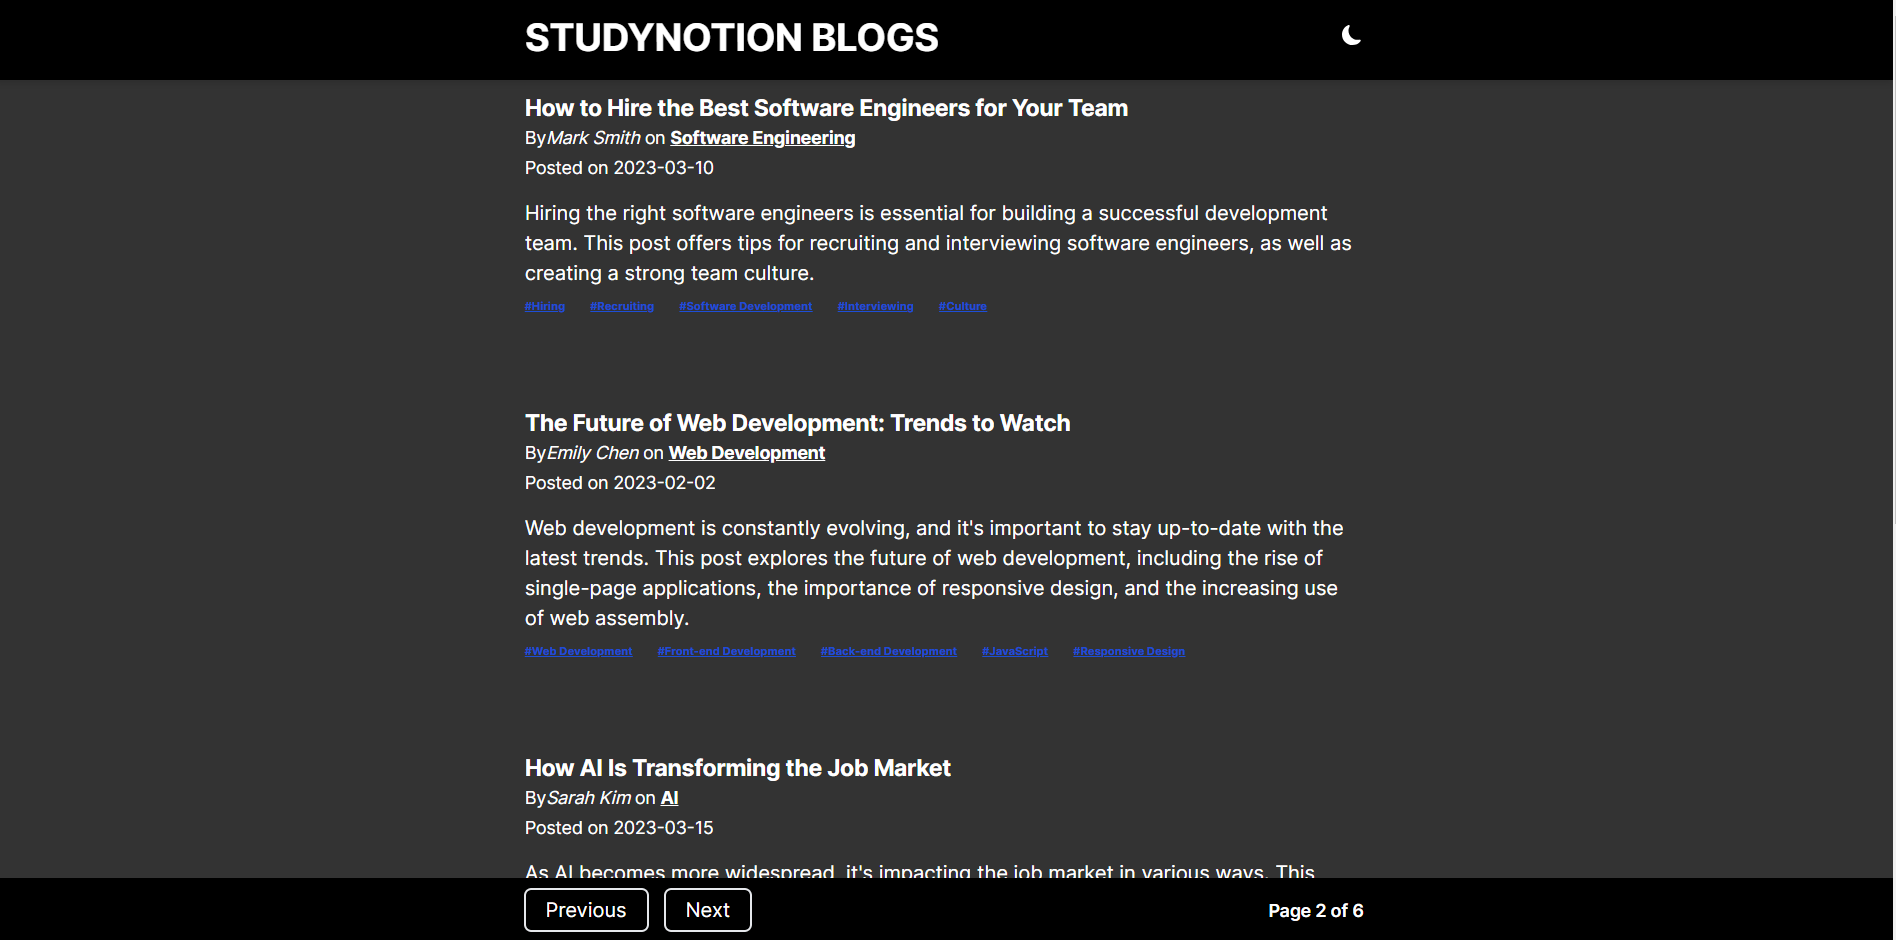 STUDYNOTION BLOGS
How to Hire the Best Software Engineers for Your Team
ByMark Smith on Software Engineering
Posted on 2023-03-10
Hiring the right software engineers is essential for building a successful development
team. This post offers tips for recruiting and interviewing software engineers, as well as
creating a strong team culture.
#Hiring #Recruiting #Software Development #Interviewing #Culture
The Future of Web Development: Trends to Watch
ByEmily Chen on Web Development
Posted on 2023-02-02
Web development is constantly evolving, and it's important to stay up-to-date with the
latest trends. This post explores the future of web development, including the rise of
single-page applications, the importance of responsive design, and the increasing use
of web assembly.
#Web Development #Front-end Development #Back-end Development #JavaScript #Responsive Design
How AI Is Transforming the Job Market
BySarah Kim on AI
Posted on 2023-03-15
As AI becomes more widespread, it's impacting the job market in various ways. This
Previous Next Page 2 of 6